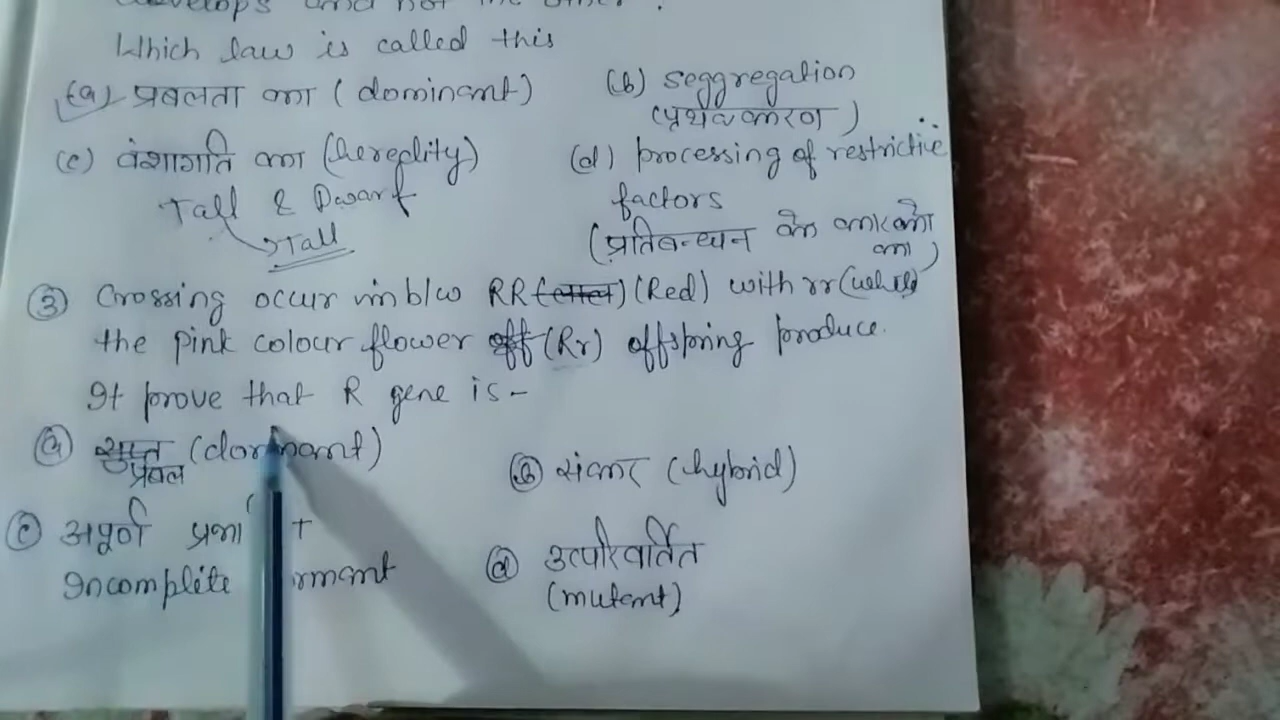 Which law is called this
(a) प्रबलता का (dominant)
(b) seggregation
(पृथक्करण)
(c) वंशागति का (heredity)
(d) processing of restrictive
factors
(प्रतिबन्धन के कारकों
का)
Tall & Dwarf
Tall
③ Crossing occur in b/w RR (Red) with rr (white)
the pink colour flower (Rr) offspring produce.
It prove that R gene is -
ⓐ प्रबल (dominant)
ⓑ संकर (hybrid)
ⓒ अपूर्ण
Incomplete
ⓓ उत्परिवर्तित
(mutant)